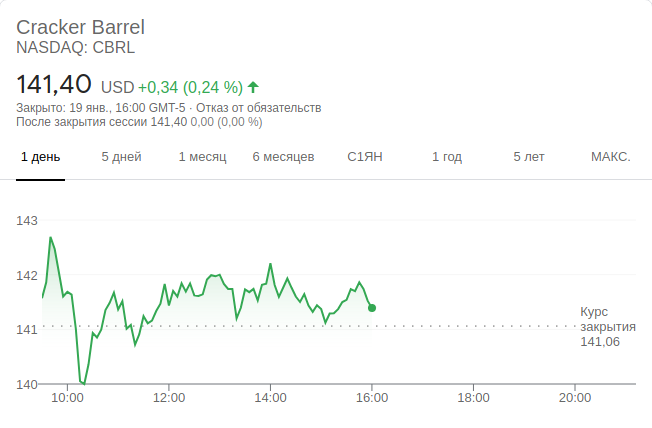 Cracker Barrel
NASDAQ: CBRL
141,40 USD +0,34 (0,24 %)
Закрыто: 19 янв., 16:00 GMT-5 · Отказ от обязательств
После закрытия сессии 141,40 0,00 (0,00 %)
1 день 5 дней 1 месяц 6 месяцев С1ЯН 1 год 5 лет МАКС.
143
142
141
140
Курс
закрытия
141,06
10:00 12:00 14:00 16:00 18:00 20:00